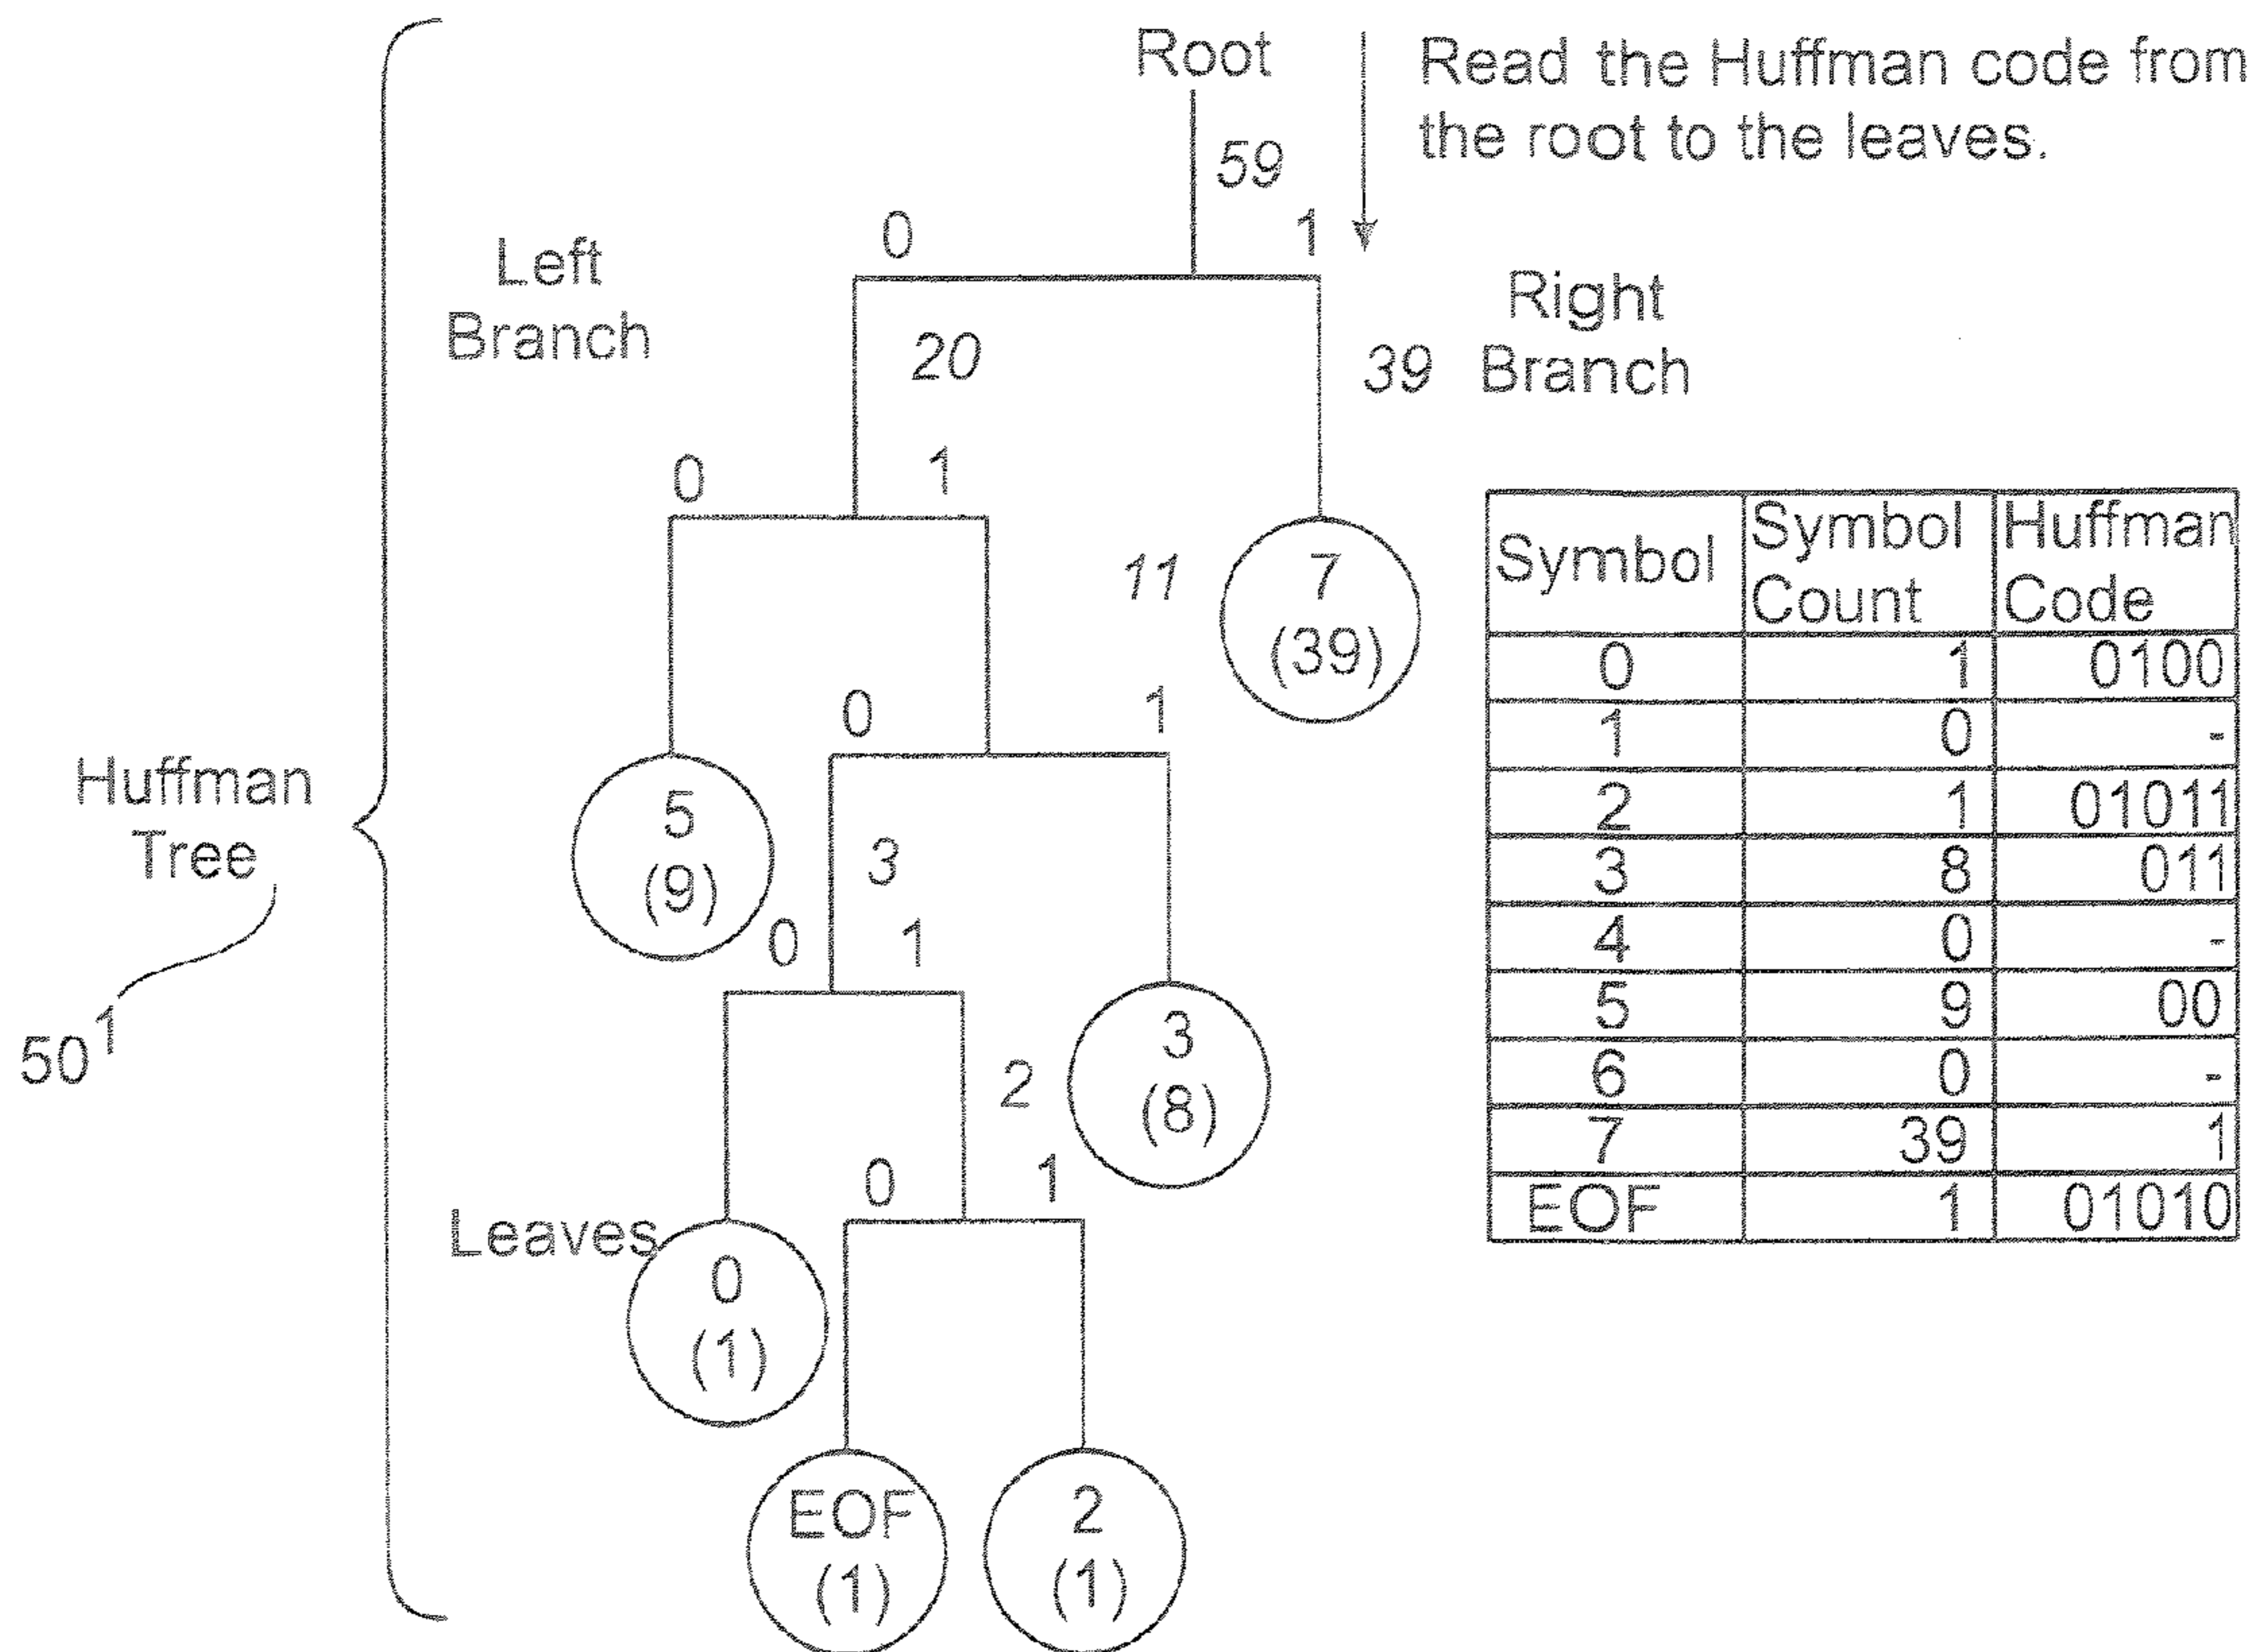 Root
Read the Huffman code from
the root to the leaves.
59
0
1
Left
Branch
Right
Branch
20
39
0
1
11
7
(39)
0
1
Huffman
Tree
5
(9)
3
0
1
3
(8)
50¹
2
0
1
Leaves
0
(1)
EOF
(1)
2
(1)
Symbol Symbol Count Huffman Code
0 1 0100
1 0 -
2 1 01011
3 8 011
4 0 -
5 9 00
6 0 -
7 39 1
EOF 1 01010